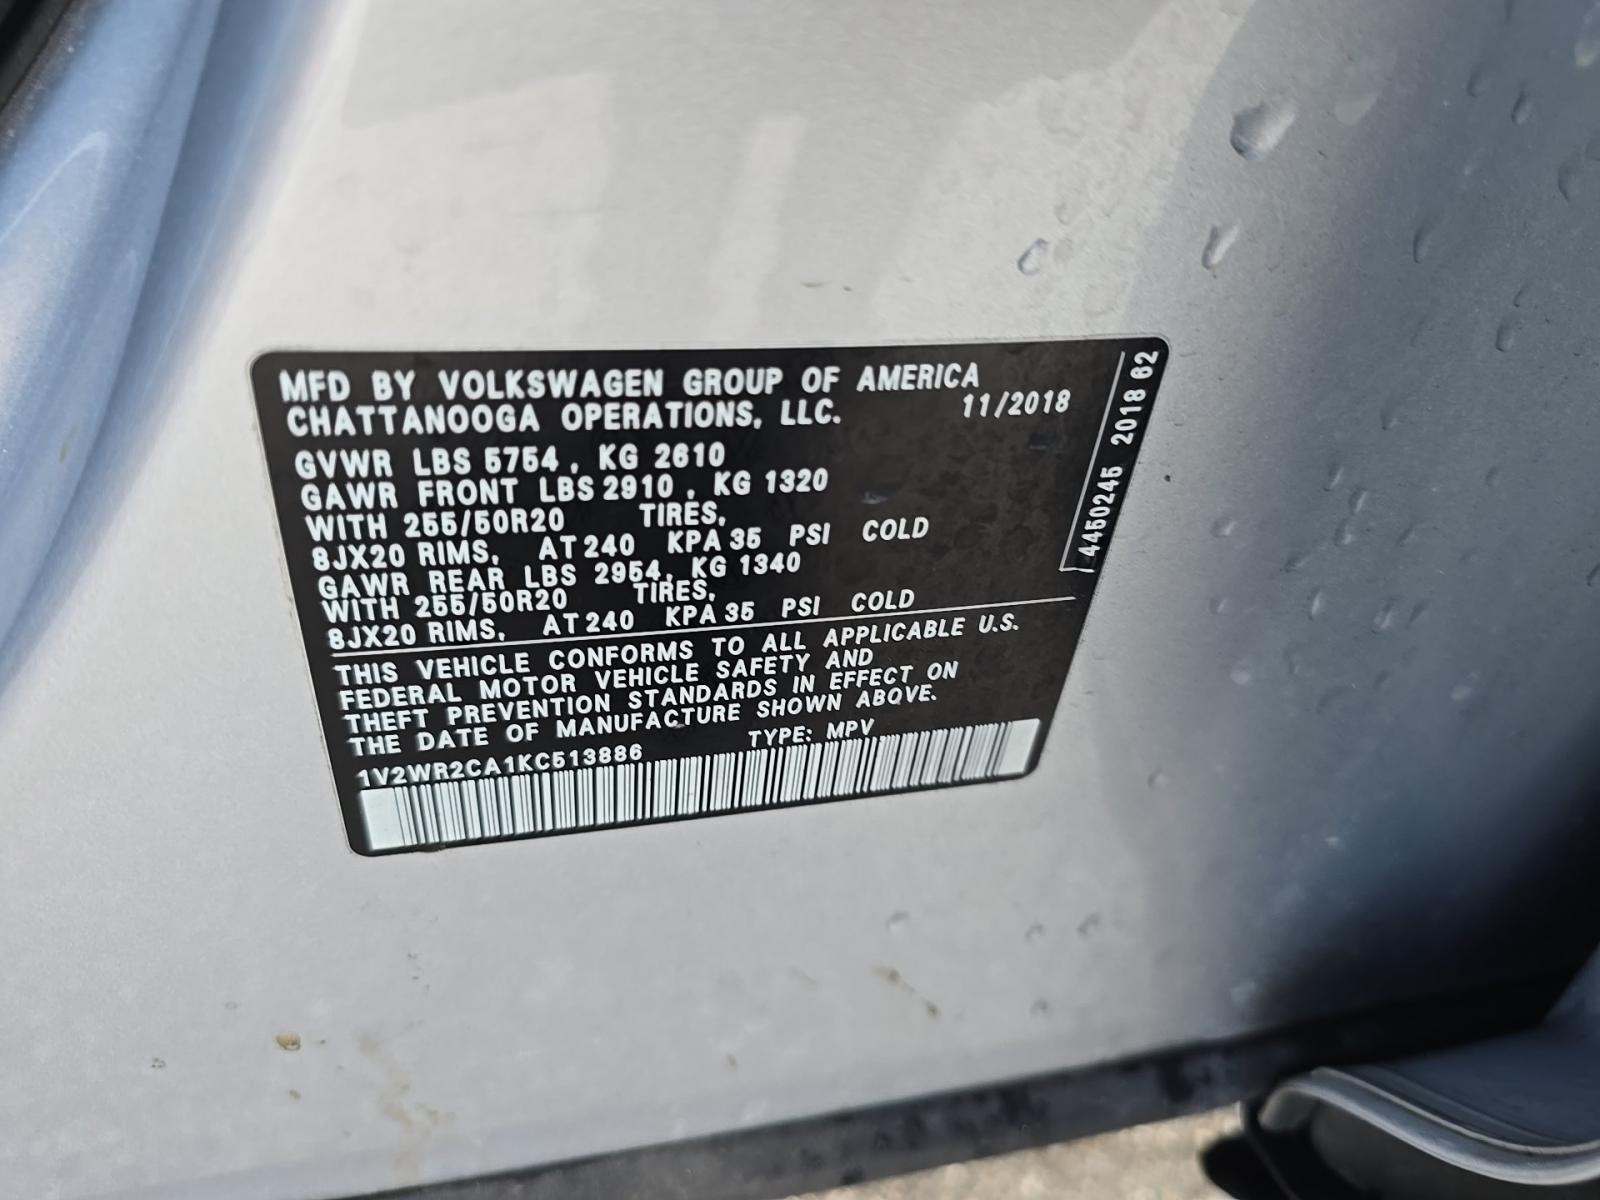 MFD BY VOLKSWAGEN GROUP OF AMERICA
CHATTANOOGA OPERATIONS, LLC. 11/2018
GVWR LBS 5754 , KG 2610
GAWR FRONT LBS 2910 , KG 1320
WITH 255/50R20 TIRES,
8JX20 RIMS, AT 240 KPA 35 PSI COLD
GAWR REAR LBS 2954, KG 1340
WITH 255/50R20 TIRES,
8JX20 RIMS, AT 240 KPA 35 PSI COLD
THIS VEHICLE CONFORMS TO ALL APPLICABLE U.S.
FEDERAL MOTOR VEHICLE SAFETY AND
THEFT PREVENTION STANDARDS IN EFFECT ON
THE DATE OF MANUFACTURE SHOWN ABOVE.
1V2WR2CA1KC513886 TYPE: MPV
4450245 2018 62